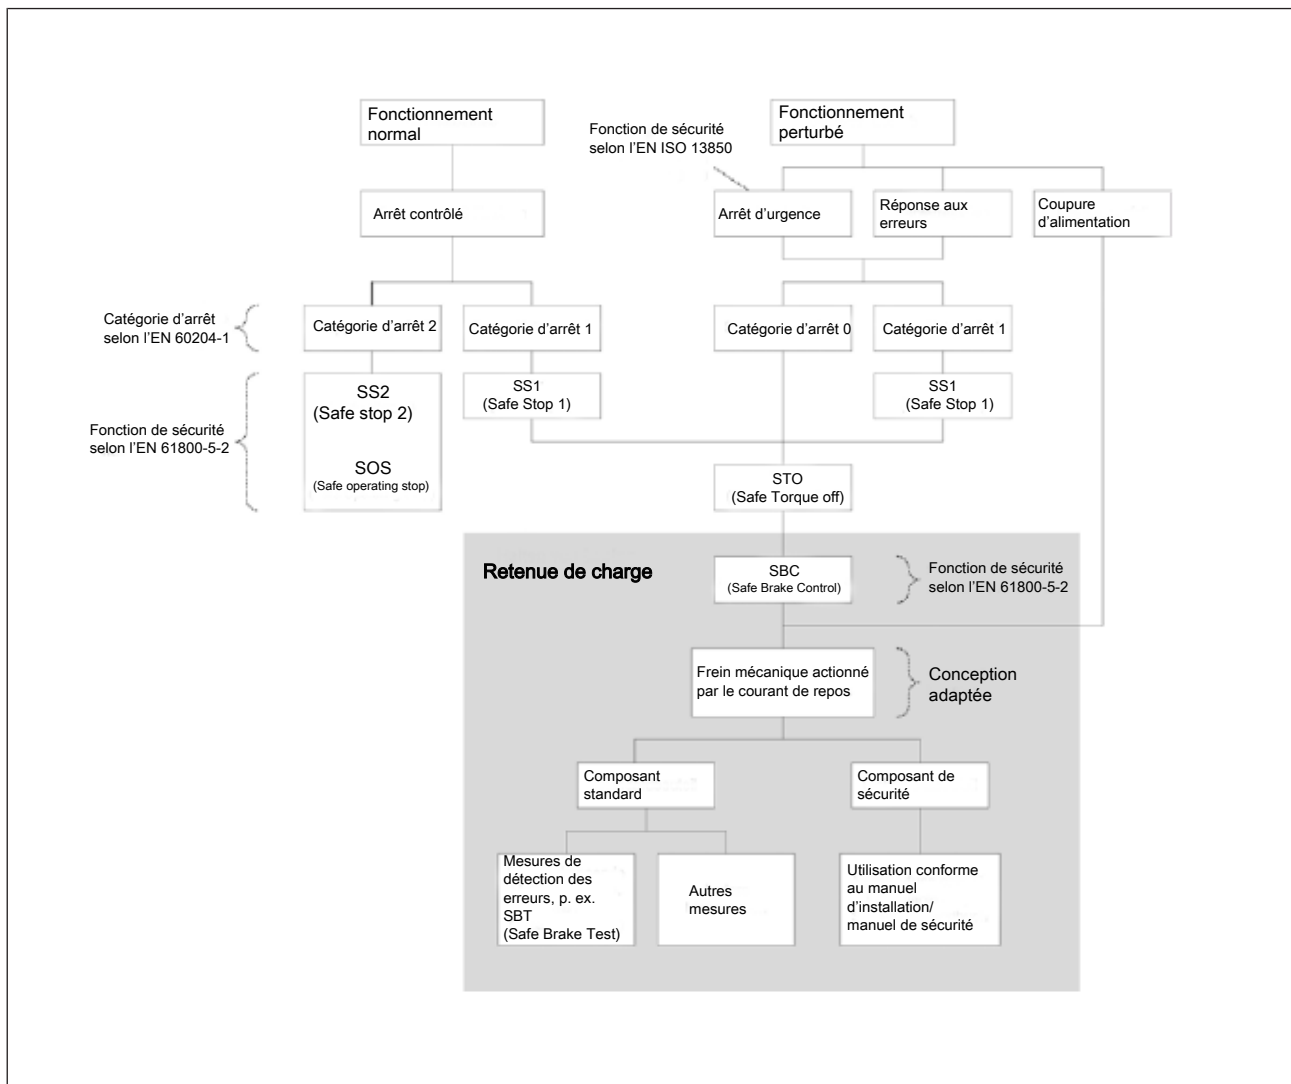 Fonctionnement
normal
Fonctionnement
perturbé
Fonction de sécurité
selon l'EN ISO 13850
Arrêt contrôlé
Arrêt d'urgence
Réponse aux
erreurs
Coupure
d'alimentation
Catégorie d'arrêt
selon l'EN 60204-1
Catégorie d'arrêt 2
Catégorie d'arrêt 1
Catégorie d'arrêt 0
Catégorie d'arrêt 1
Fonction de sécurité
selon l'EN 61800-5-2
SS2
(Safe stop 2)
SOS
(Safe operating stop)
SS1
(Safe Stop 1)
SS1
(Safe Stop 1)
STO
(Safe Torque off)
Retenue de charge
SBC
(Safe Brake Control)
Fonction de sécurité
selon l'EN 61800-5-2
Frein mécanique actionné
par le courant de repos
Conception
adaptée
Composant
standard
Composant de
sécurité
Mesures de
détection des
erreurs, p. ex.
SBT
(Safe Brake Test)
Autres
mesures
Utilisation conforme
au manuel
d'installation/
manuel de sécurité